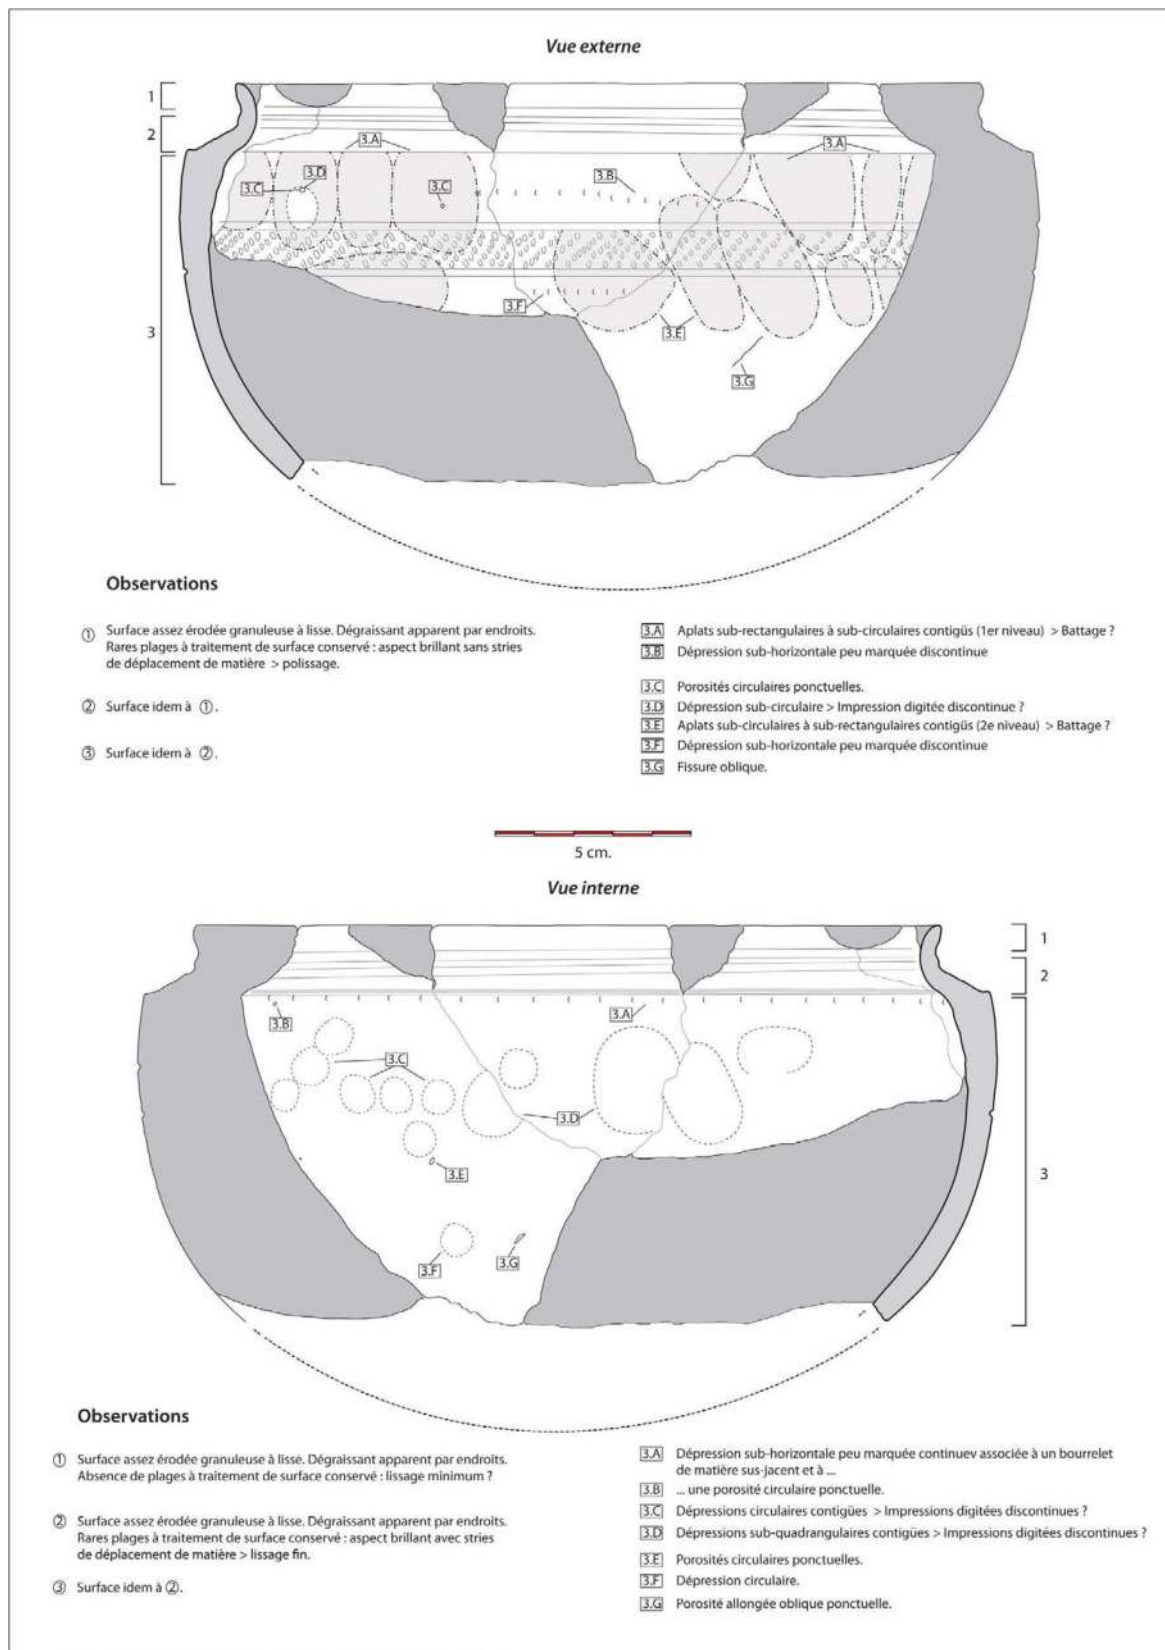 Vue externe
1
2
3
3.A
3.A
3.C
3.D
3.C
3.B
3.F
3.E
3.G
Observations
① Surface assez érodée granuleuse à lisse. Dégraissant apparent par endroits.
Rares plages à traitement de surface conservé : aspect brillant sans stries
de déplacement de matière > polissage.
② Surface idem à ①.
③ Surface idem à ②.
3.A Aplats sub-rectangulaires à sub-circulaires contigüs (1er niveau) > Battage ?
3.B Dépression sub-horizontale peu marquée discontinue
3.C Porosités circulaires ponctuelles.
3.D Dépression sub-circulaire > Impression digitée discontinue ?
3.E Aplats sub-circulaires à sub-rectangulaires contigüs (2e niveau) > Battage ?
3.F Dépression sub-horizontale peu marquée discontinue
3.G Fissure oblique.
5 cm.
Vue interne
1
2
3
3.B
3.A
3.C
3.D
3.E
3.F
3.G
Observations
① Surface assez érodée granuleuse à lisse. Dégraissant apparent par endroits.
Absence de plages à traitement de surface conservé : lissage minimum ?
② Surface assez érodée granuleuse à lisse. Dégraissant apparent par endroits.
Rares plages à traitement de surface conservé : aspect brillant avec stries
de déplacement de matière > lissage fin.
③ Surface idem à ②.
3.A Dépression sub-horizontale peu marquée continuev associée à un bourrelet
de matière sus-jacent et à ...
3.B ... une porosité circulaire ponctuelle.
3.C Dépressions circulaires contigües > Impressions digitées discontinues ?
3.D Dépressions sub-quadrangulaires contigües > Impressions digitées discontinues ?
3.E Porosités circulaires ponctuelles.
3.F Dépression circulaire.
3.G Porosité allongée oblique ponctuelle.